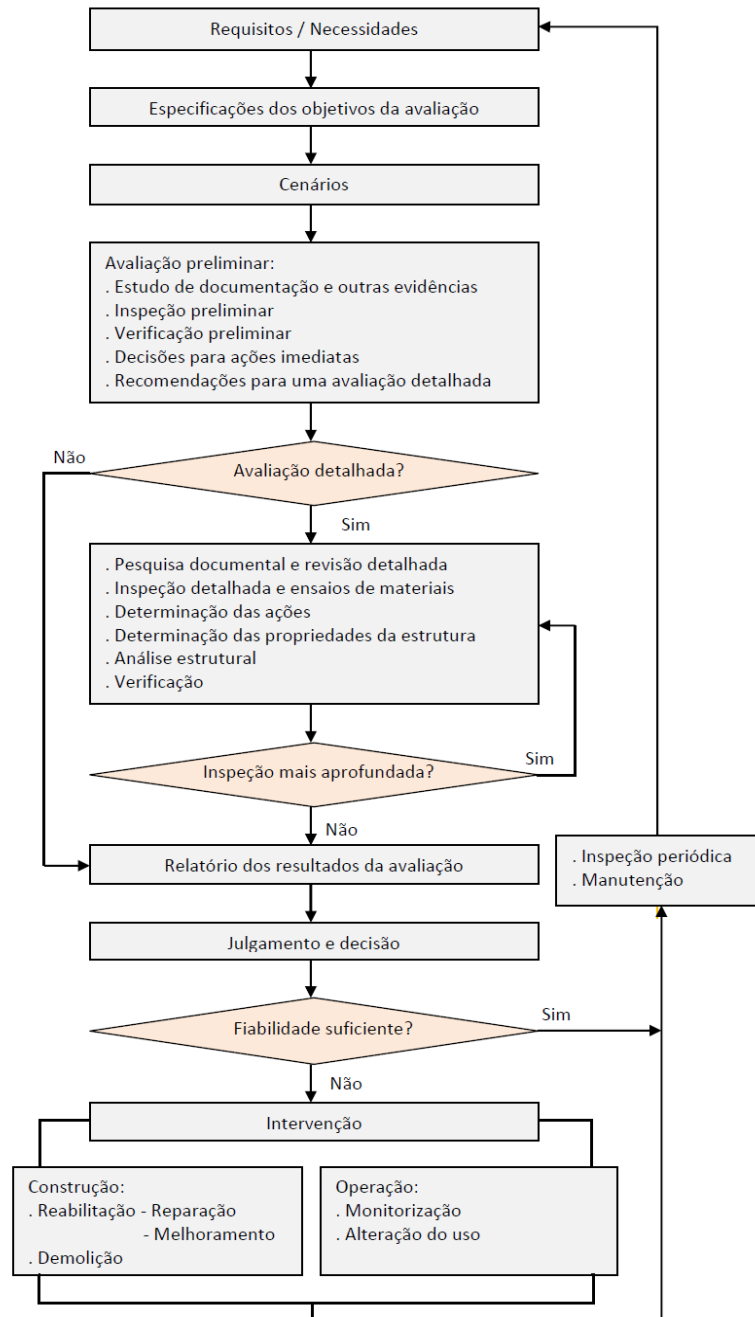 Requisitos / Necessidades
Especificações dos objetivos da avaliação
Cenários
Avaliação preliminar:
. Estudo de documentação e outras evidências
. Inspeção preliminar
. Verificação preliminar
. Decisões para ações imediatas
. Recomendações para uma avaliação detalhada
Não
Avaliação detalhada?
Sim
. Pesquisa documental e revisão detalhada
. Inspeção detalhada e ensaios de materiais
. Determinação das ações
. Determinação das propriedades da estrutura
. Análise estrutural
. Verificação
Inspeção mais aprofundada?
Sim
Não
Relatório dos resultados da avaliação
. Inspeção periódica
. Manutenção
Julgamento e decisão
Fiabilidade suficiente?
Sim
Não
Intervenção
Construção:
. Reabilitação - Reparação
- Melhoramento
. Demolição
Operação:
. Monitorização
. Alteração do uso